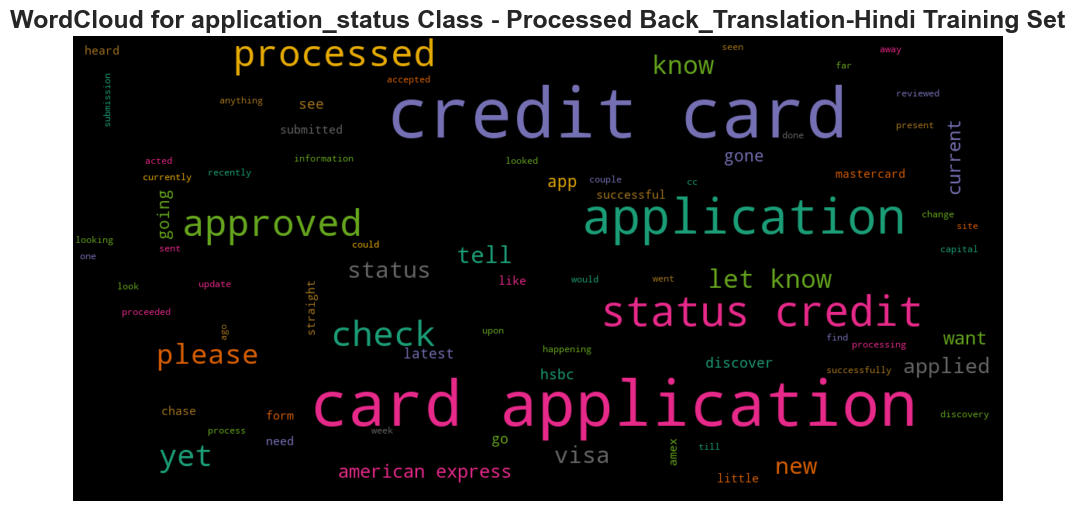 WordCloud for application_status Class - Processed Back_Translation-Hindi Training Set
heard
processed
know
seen
away
accepted
far
submission
anything
see
credit card
reviewed
submitted
done
present
acted
information
looked
gone
current
currently
recently
app
couple
cc
mastercard
successful
going
approved
application
change
looking
sent
could
site
one
tell
capital
status
look
update
like
would
went
let know
straight
proceeded
status credit
ago
check
upon
find
want
please
latest
happening
processing
discover
applied
hsbc
successfully
card application
chase
form
discovery
process
need
week
go
yet
visa
amex
till
american express
little
new